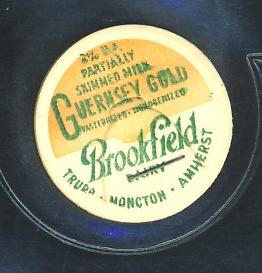 2% B.F.
PARTIALLY
SKIMMED MILK
GUERNSEY GOLD
PASTEURIZED - HOMOGENIZED
Brookfield
DAIRY
TRURO · MONCTON · AMHERST